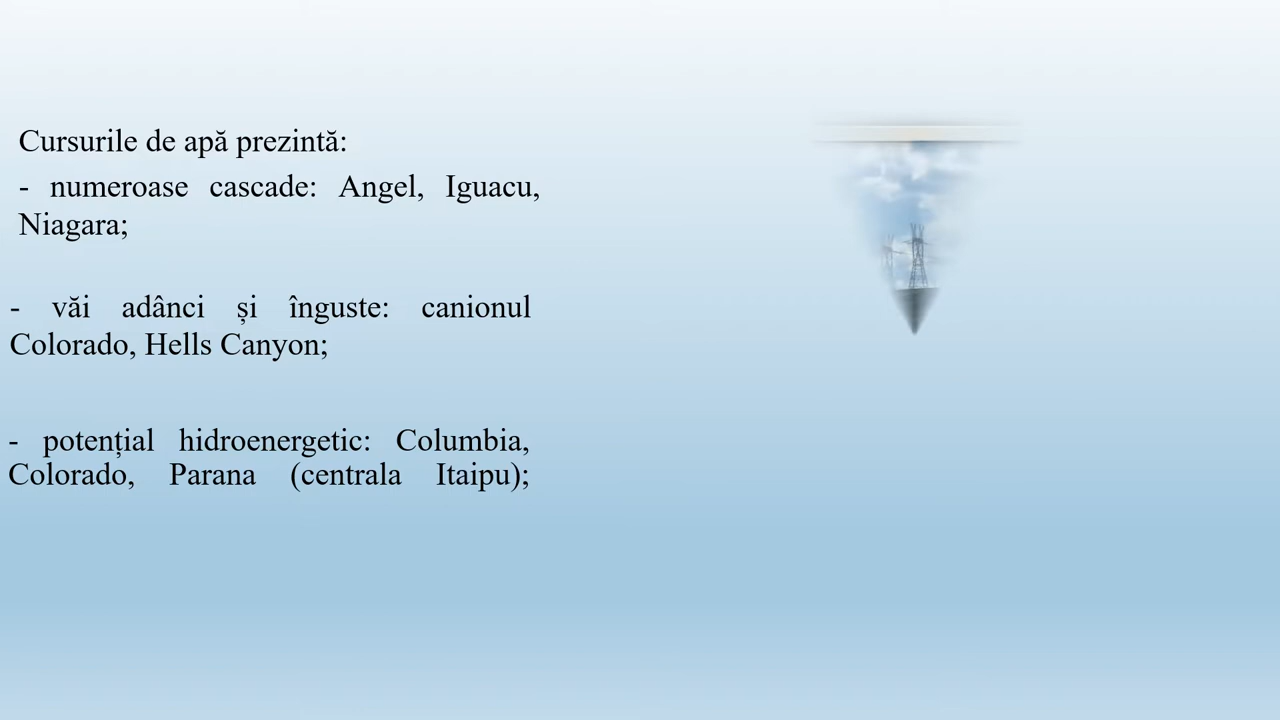 Cursurile de apă prezintă:
- numeroase cascade: Angel, Iguacu,
Niagara;
- văi adânci și înguste: canionul
Colorado, Hells Canyon;
- potențial hidroenergetic: Columbia,
Colorado, Parana (centrala Itaipu);